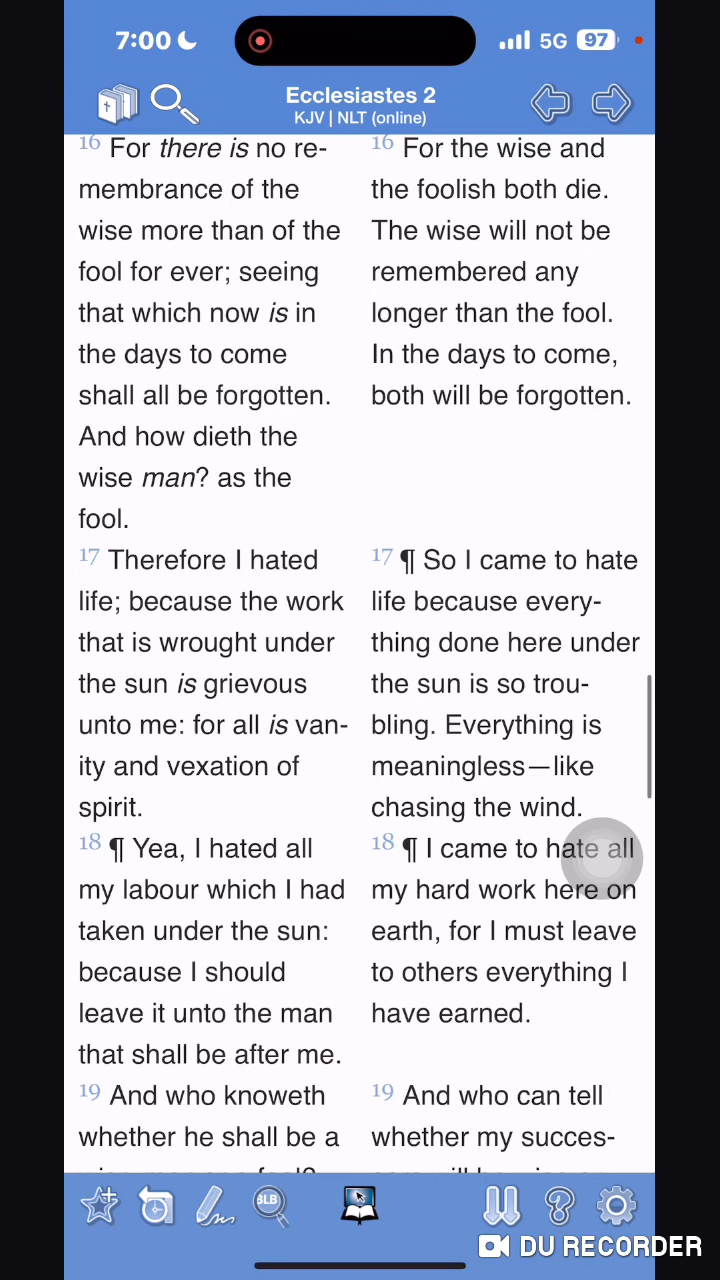 7:00
5G 97
Ecclesiastes 2
KJV | NLT (online)
16 For there is no re-
membrance of the
wise more than of the
fool for ever; seeing
that which now is in
the days to come
shall all be forgotten.
And how dieth the
wise man? as the
fool.
17 Therefore I hated
life; because the work
that is wrought under
the sun is grievous
unto me: for all is van-
ity and vexation of
spirit.
18 ¶ Yea, I hated all
my labour which I had
taken under the sun:
because I should
leave it unto the man
that shall be after me.
19 And who knoweth
whether he shall be a
16 For the wise and
the foolish both die.
The wise will not be
remembered any
longer than the fool.
In the days to come,
both will be forgotten.
17 ¶ So I came to hate
life because every-
thing done here under
the sun is so trou-
bling. Everything is
meaningless—like
chasing the wind.
18 ¶ I came to hate all
my hard work here on
earth, for I must leave
to others everything I
have earned.
19 And who can tell
whether my succes-
BLB
DU RECORDER